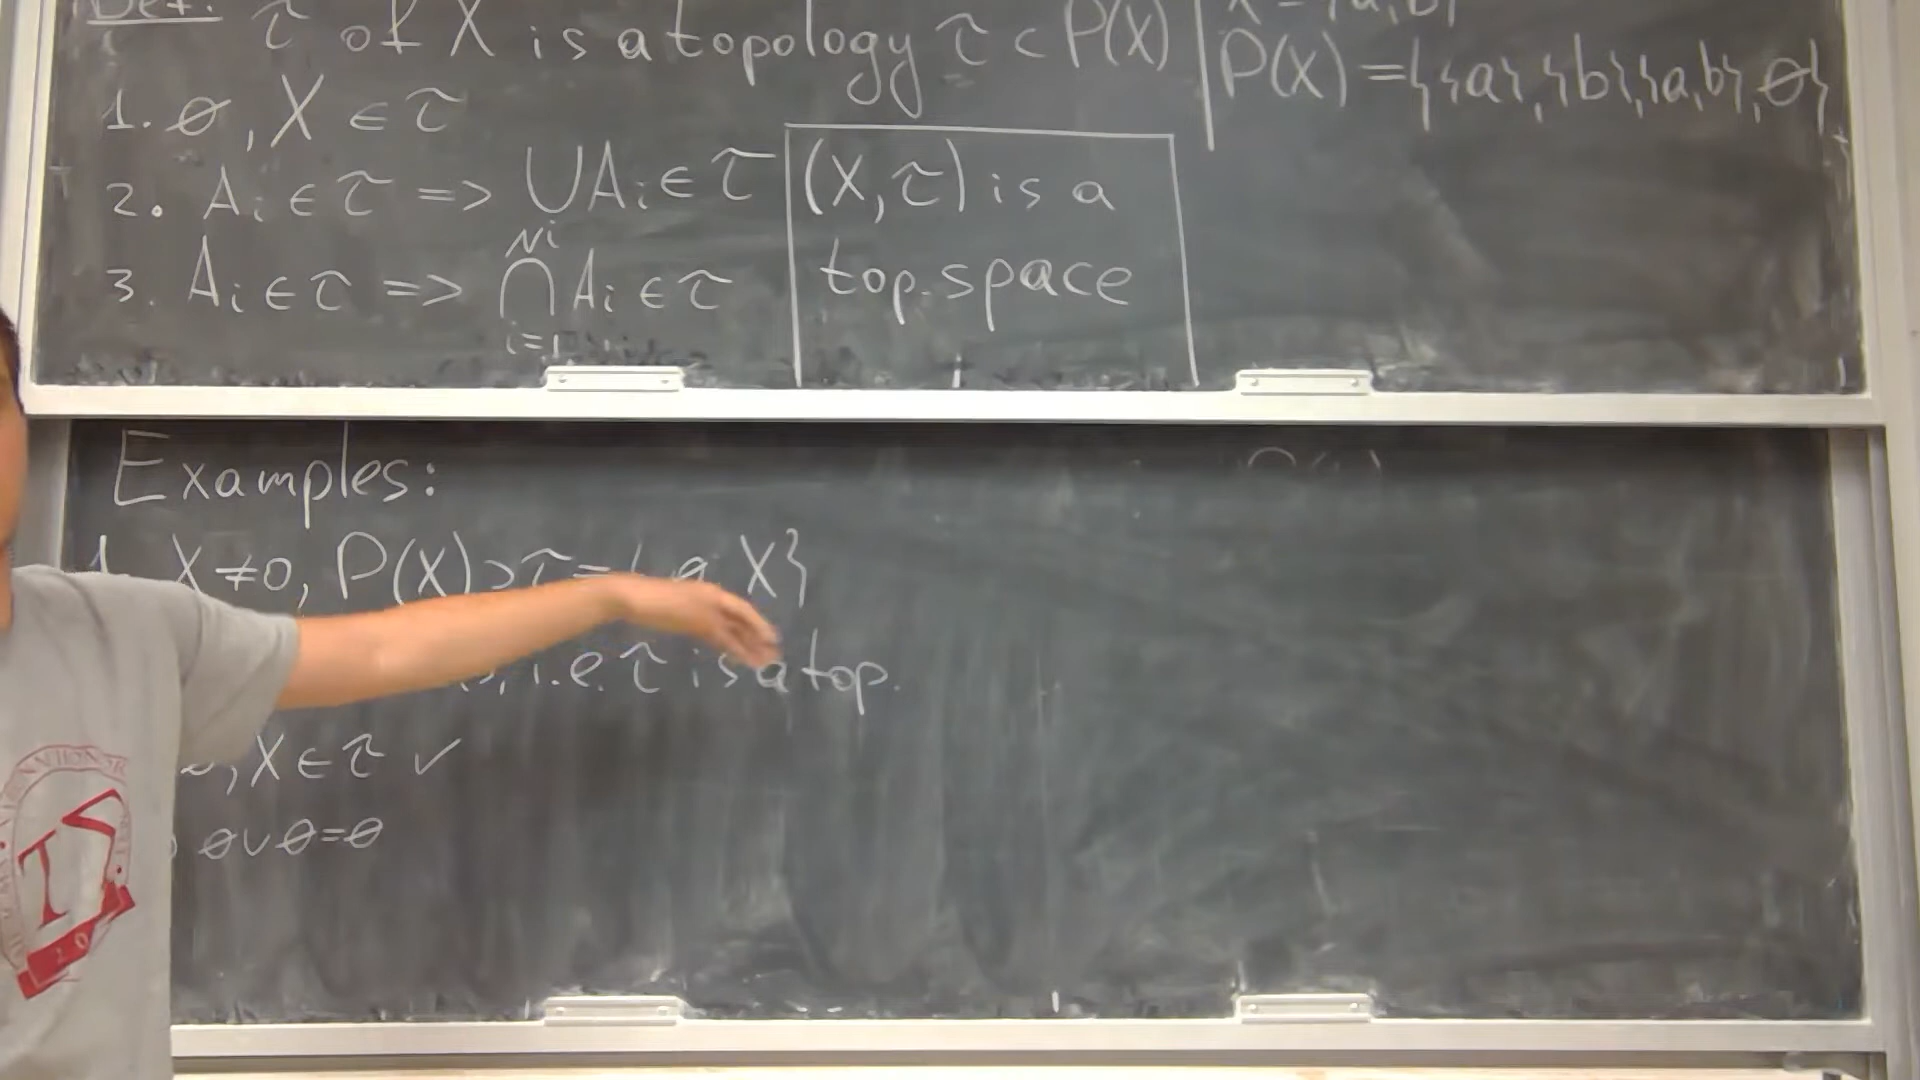 Def.: τ of X is a topology τ ⊂ P(X)
1. ∅, X ∈ τ
2. A_i ∈ τ => ∪A_i ∈ τ
3. A_i ∈ τ => ∩_{i=1} A_i ∈ τ
(X, τ) is a
top. space
X = {a, b}
P(X) = {{a}, {b}, {a, b}, ∅}
Examples:
1. X ≠ 0, P(X) ⊃ τ = {∅, X}
i.e. τ is a top.
, X ∈ τ ✓
∅ ∪ ∅ = ∅